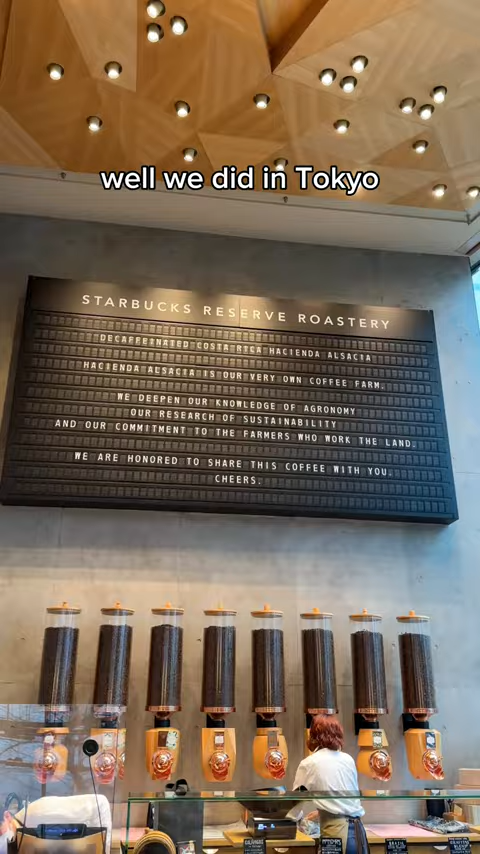 well we did in Tokyo
STARBUCKS RESERVE ROASTERY
DECAFFEINATED COSTA RICA HACIENDA ALSACIA
HACIENDA ALSACIA IS OUR VERY OWN COFFEE FARM.
WE DEEPEN OUR KNOWLEDGE OF AGRONOMY
OUR RESEARCH OF SUSTAINABILITY
AND OUR COMMITMENT TO THE FARMERS WHO WORK THE LAND.
WE ARE HONORED TO SHARE THIS COFFEE WITH YOU.
CHEERS.